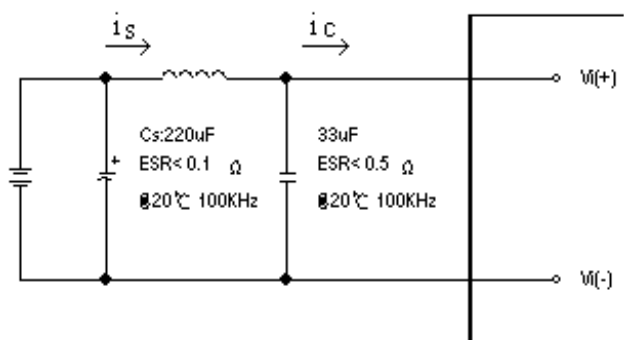 iS
iC
Vi(+)
Cs:220uF
ESR< 0.1 Ω
@20℃ 100KHz
33uF
ESR< 0.5 Ω
@20℃ 100KHz
+
Vi(-)